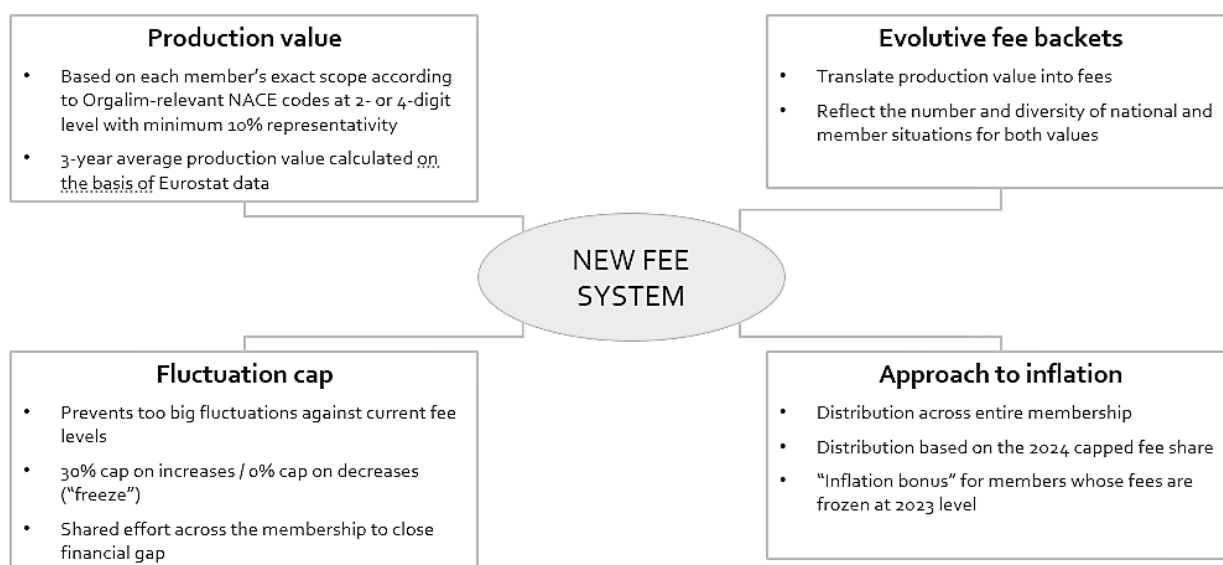 Production value
• Based on each member's exact scope according
to Orgalim-relevant NACE codes at 2- or 4-digit
level with minimum 10% representativity
• 3-year average production value calculated on
the basis of Eurostat data
Evolutive fee backets
• Translate production value into fees
• Reflect the number and diversity of national and
member situations for both values
NEW FEE
SYSTEM
Fluctuation cap
• Prevents too big fluctuations against current fee
levels
• 30% cap on increases / 0% cap on decreases
("freeze")
• Shared effort across the membership to close
financial gap
Approach to inflation
• Distribution across entire membership
• Distribution based on the 2024 capped fee share
• "Inflation bonus" for members whose fees are
frozen at 2023 level